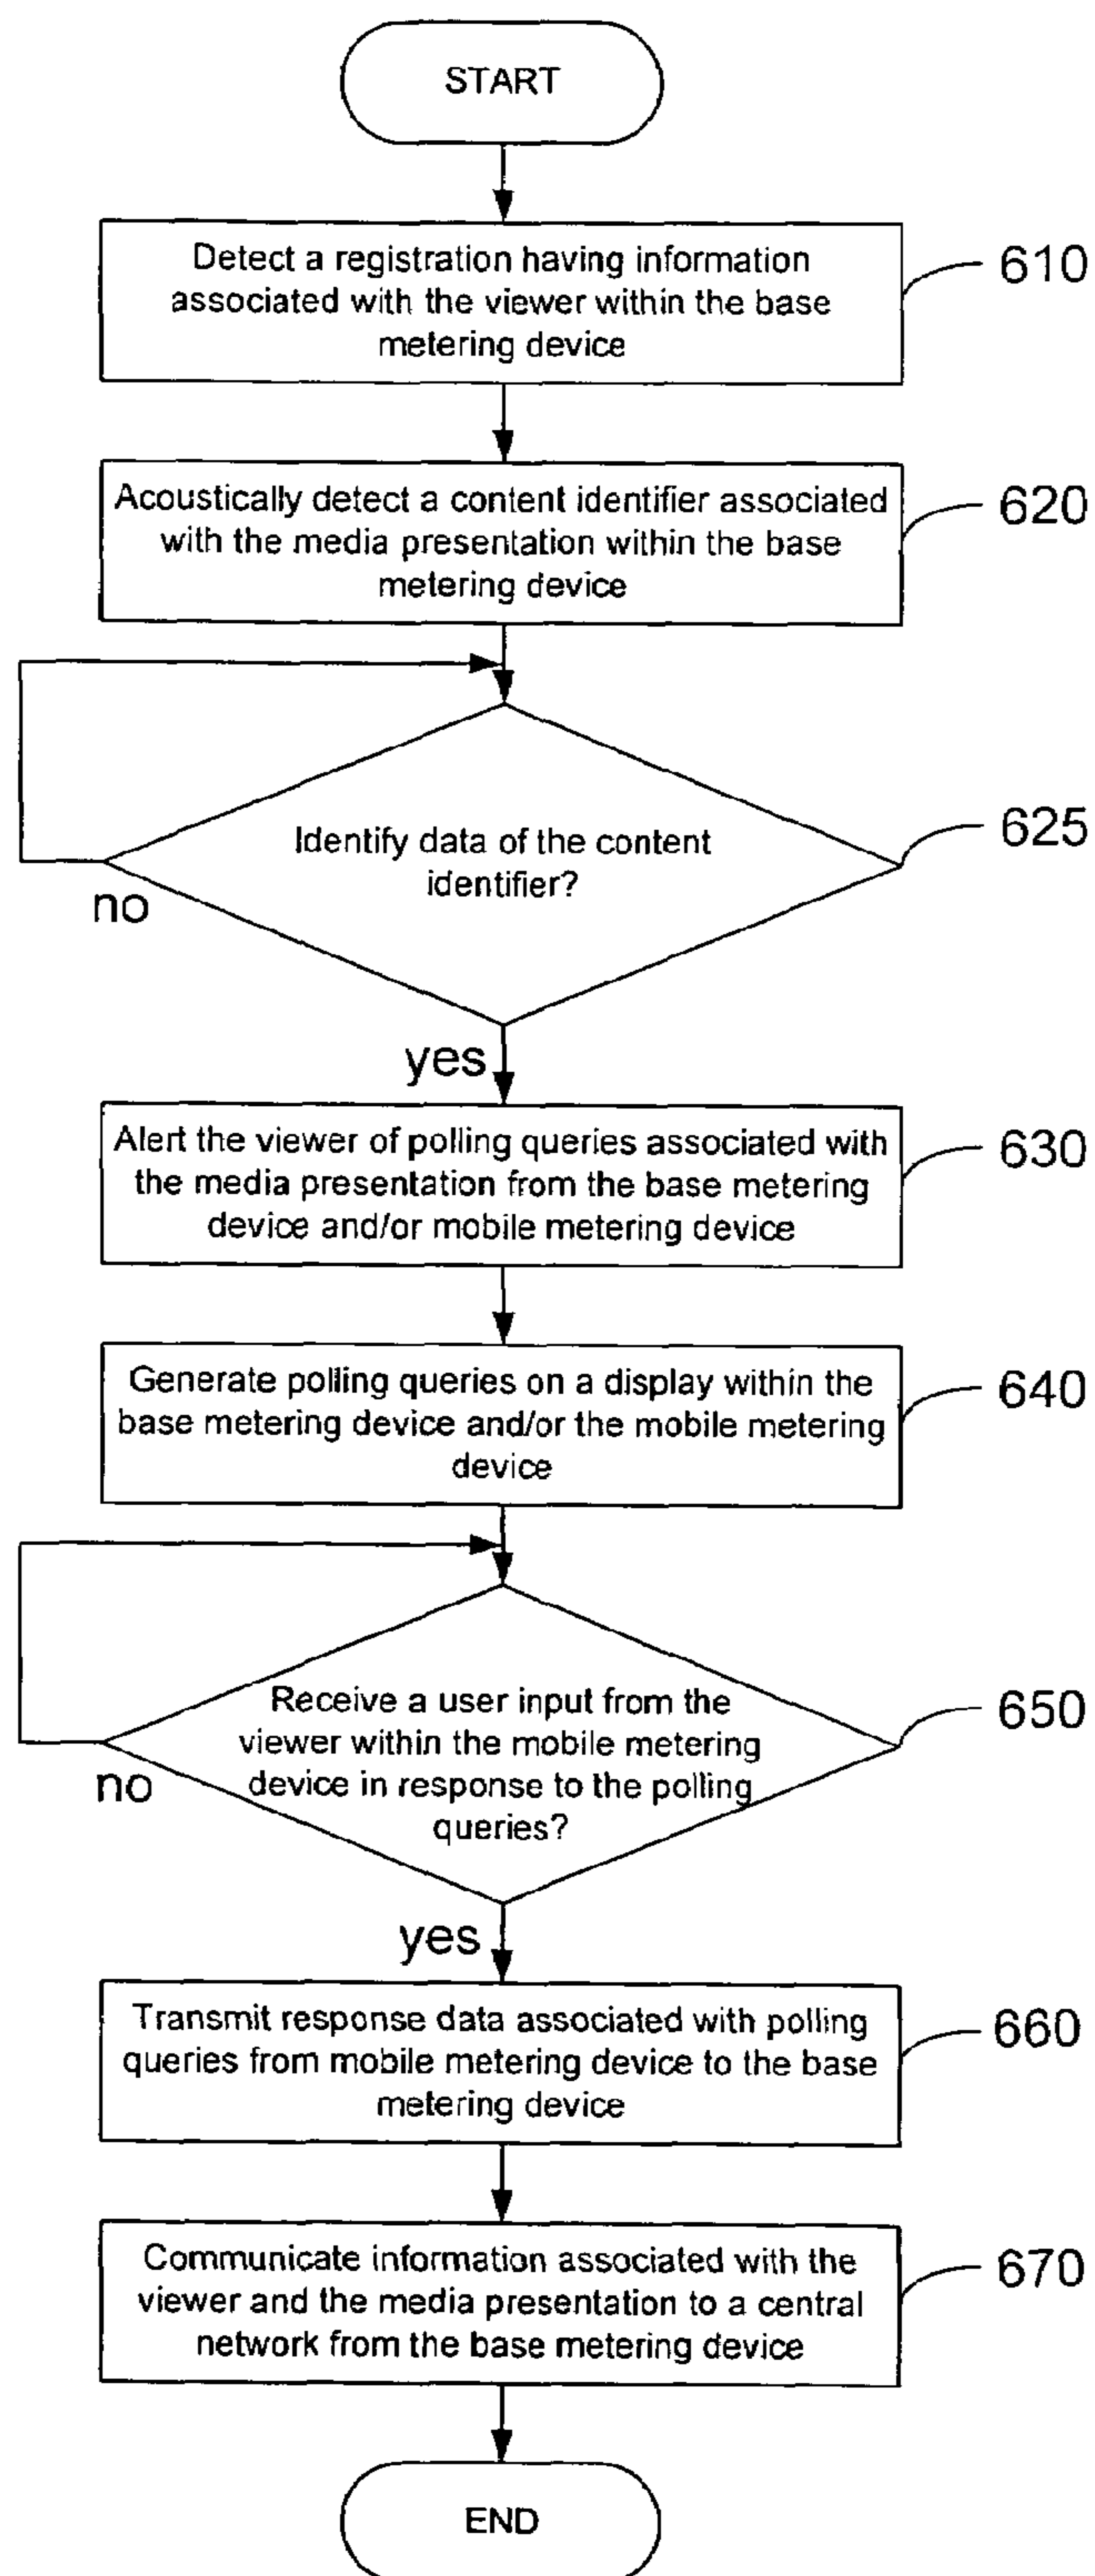 START
Detect a registration having information
associated with the viewer within the base
metering device
610
Acoustically detect a content identifier associated
with the media presentation within the base
metering device
620
Identify data of the content
identifier?
625
no
yes
Alert the viewer of polling queries associated with
the media presentation from the base metering
device and/or mobile metering device
630
Generate polling queries on a display within the
base metering device and/or the mobile metering
device
640
Receive a user input from the
viewer within the mobile metering
device in response to the polling
queries?
650
no
yes
Transmit response data associated with polling
queries from mobile metering device to the base
metering device
660
Communicate information associated with the
viewer and the media presentation to a central
network from the base metering device
670
END